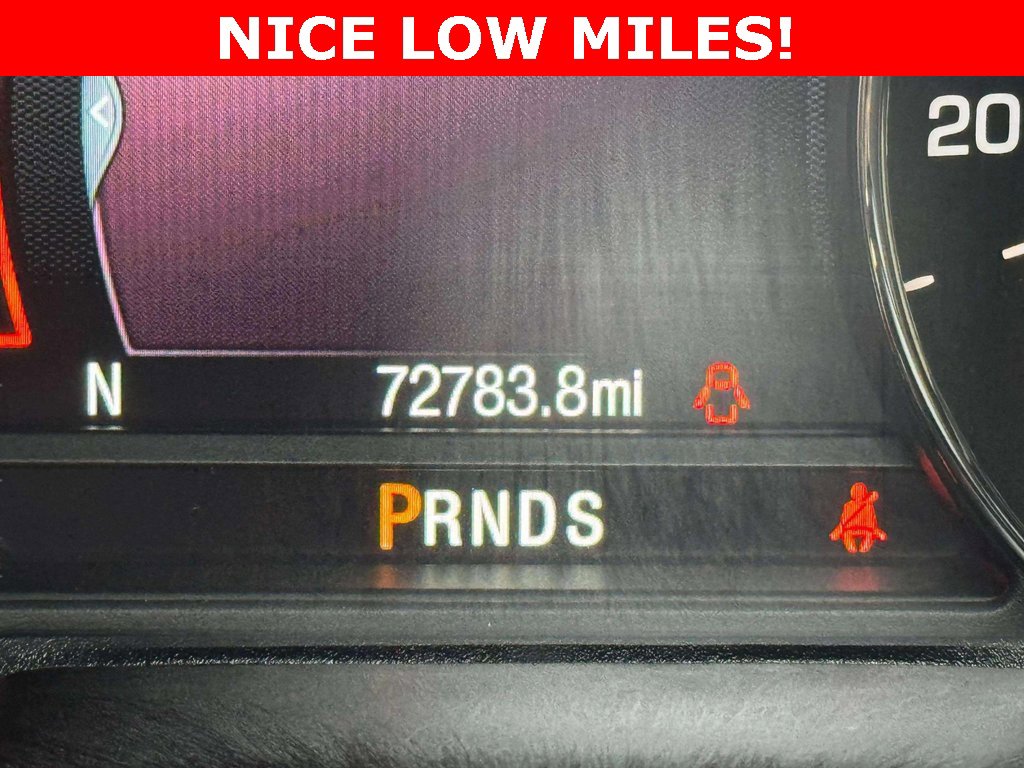 NICE LOW MILES!
20
N 72783.8mi
PRNDS